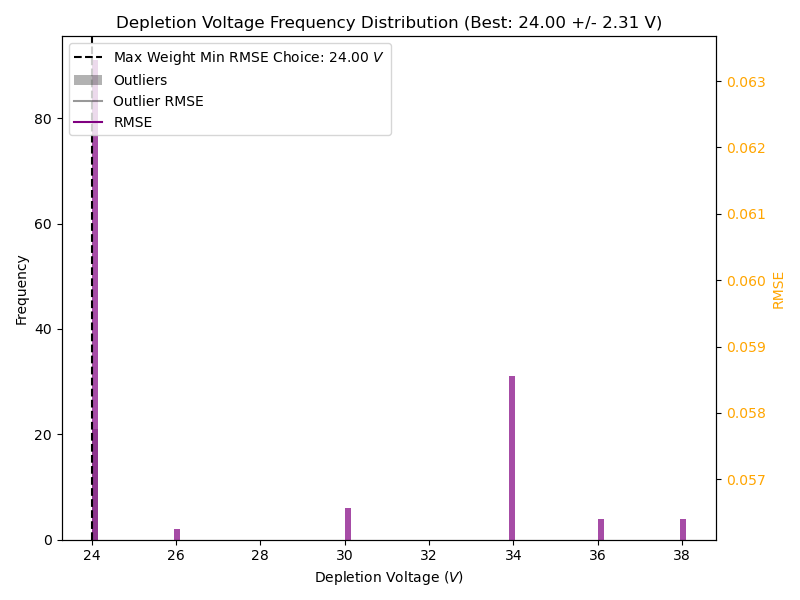 Depletion Voltage Frequency Distribution (Best: 24.00 +/- 2.31 V)
Max Weight Min RMSE Choice: 24.00 V
Outliers
Outlier RMSE
RMSE
80
60
40
20
0
Frequency
0.063
0.062
0.061
0.060
0.059
0.058
0.057
RMSE
24 26 28 30 32 34 36 38
Depletion Voltage (V)